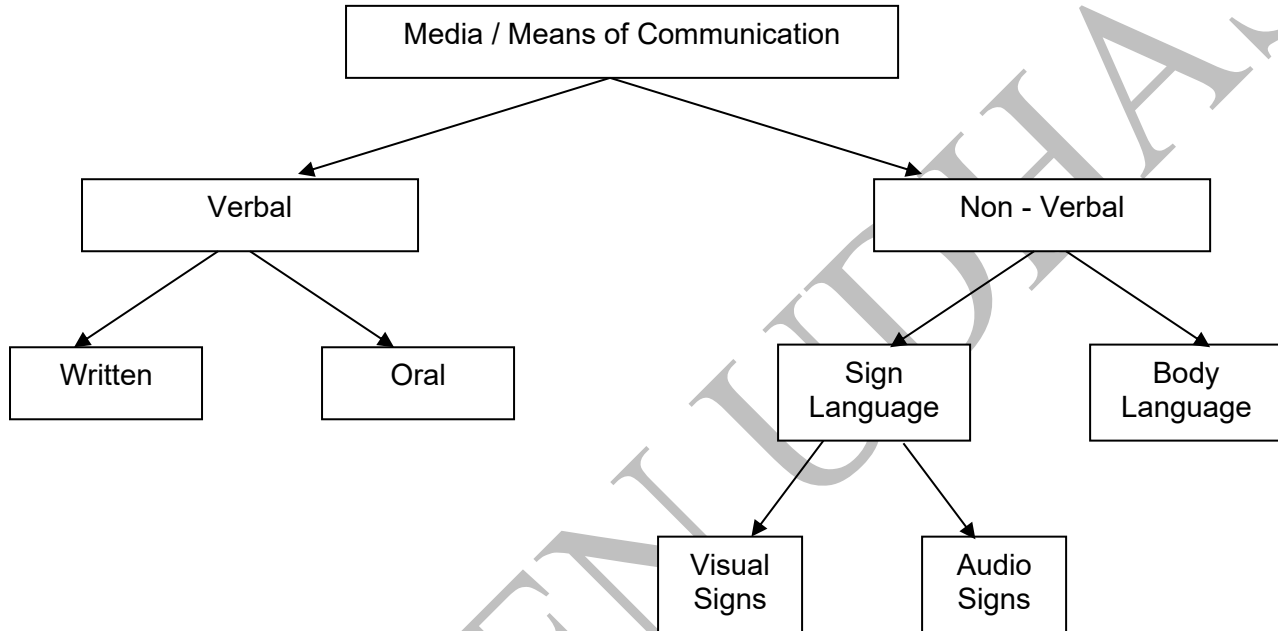 Media / Means of Communication
Verbal
Non - Verbal
Written
Oral
Sign
Language
Body
Language
Visual
Signs
Audio
Signs